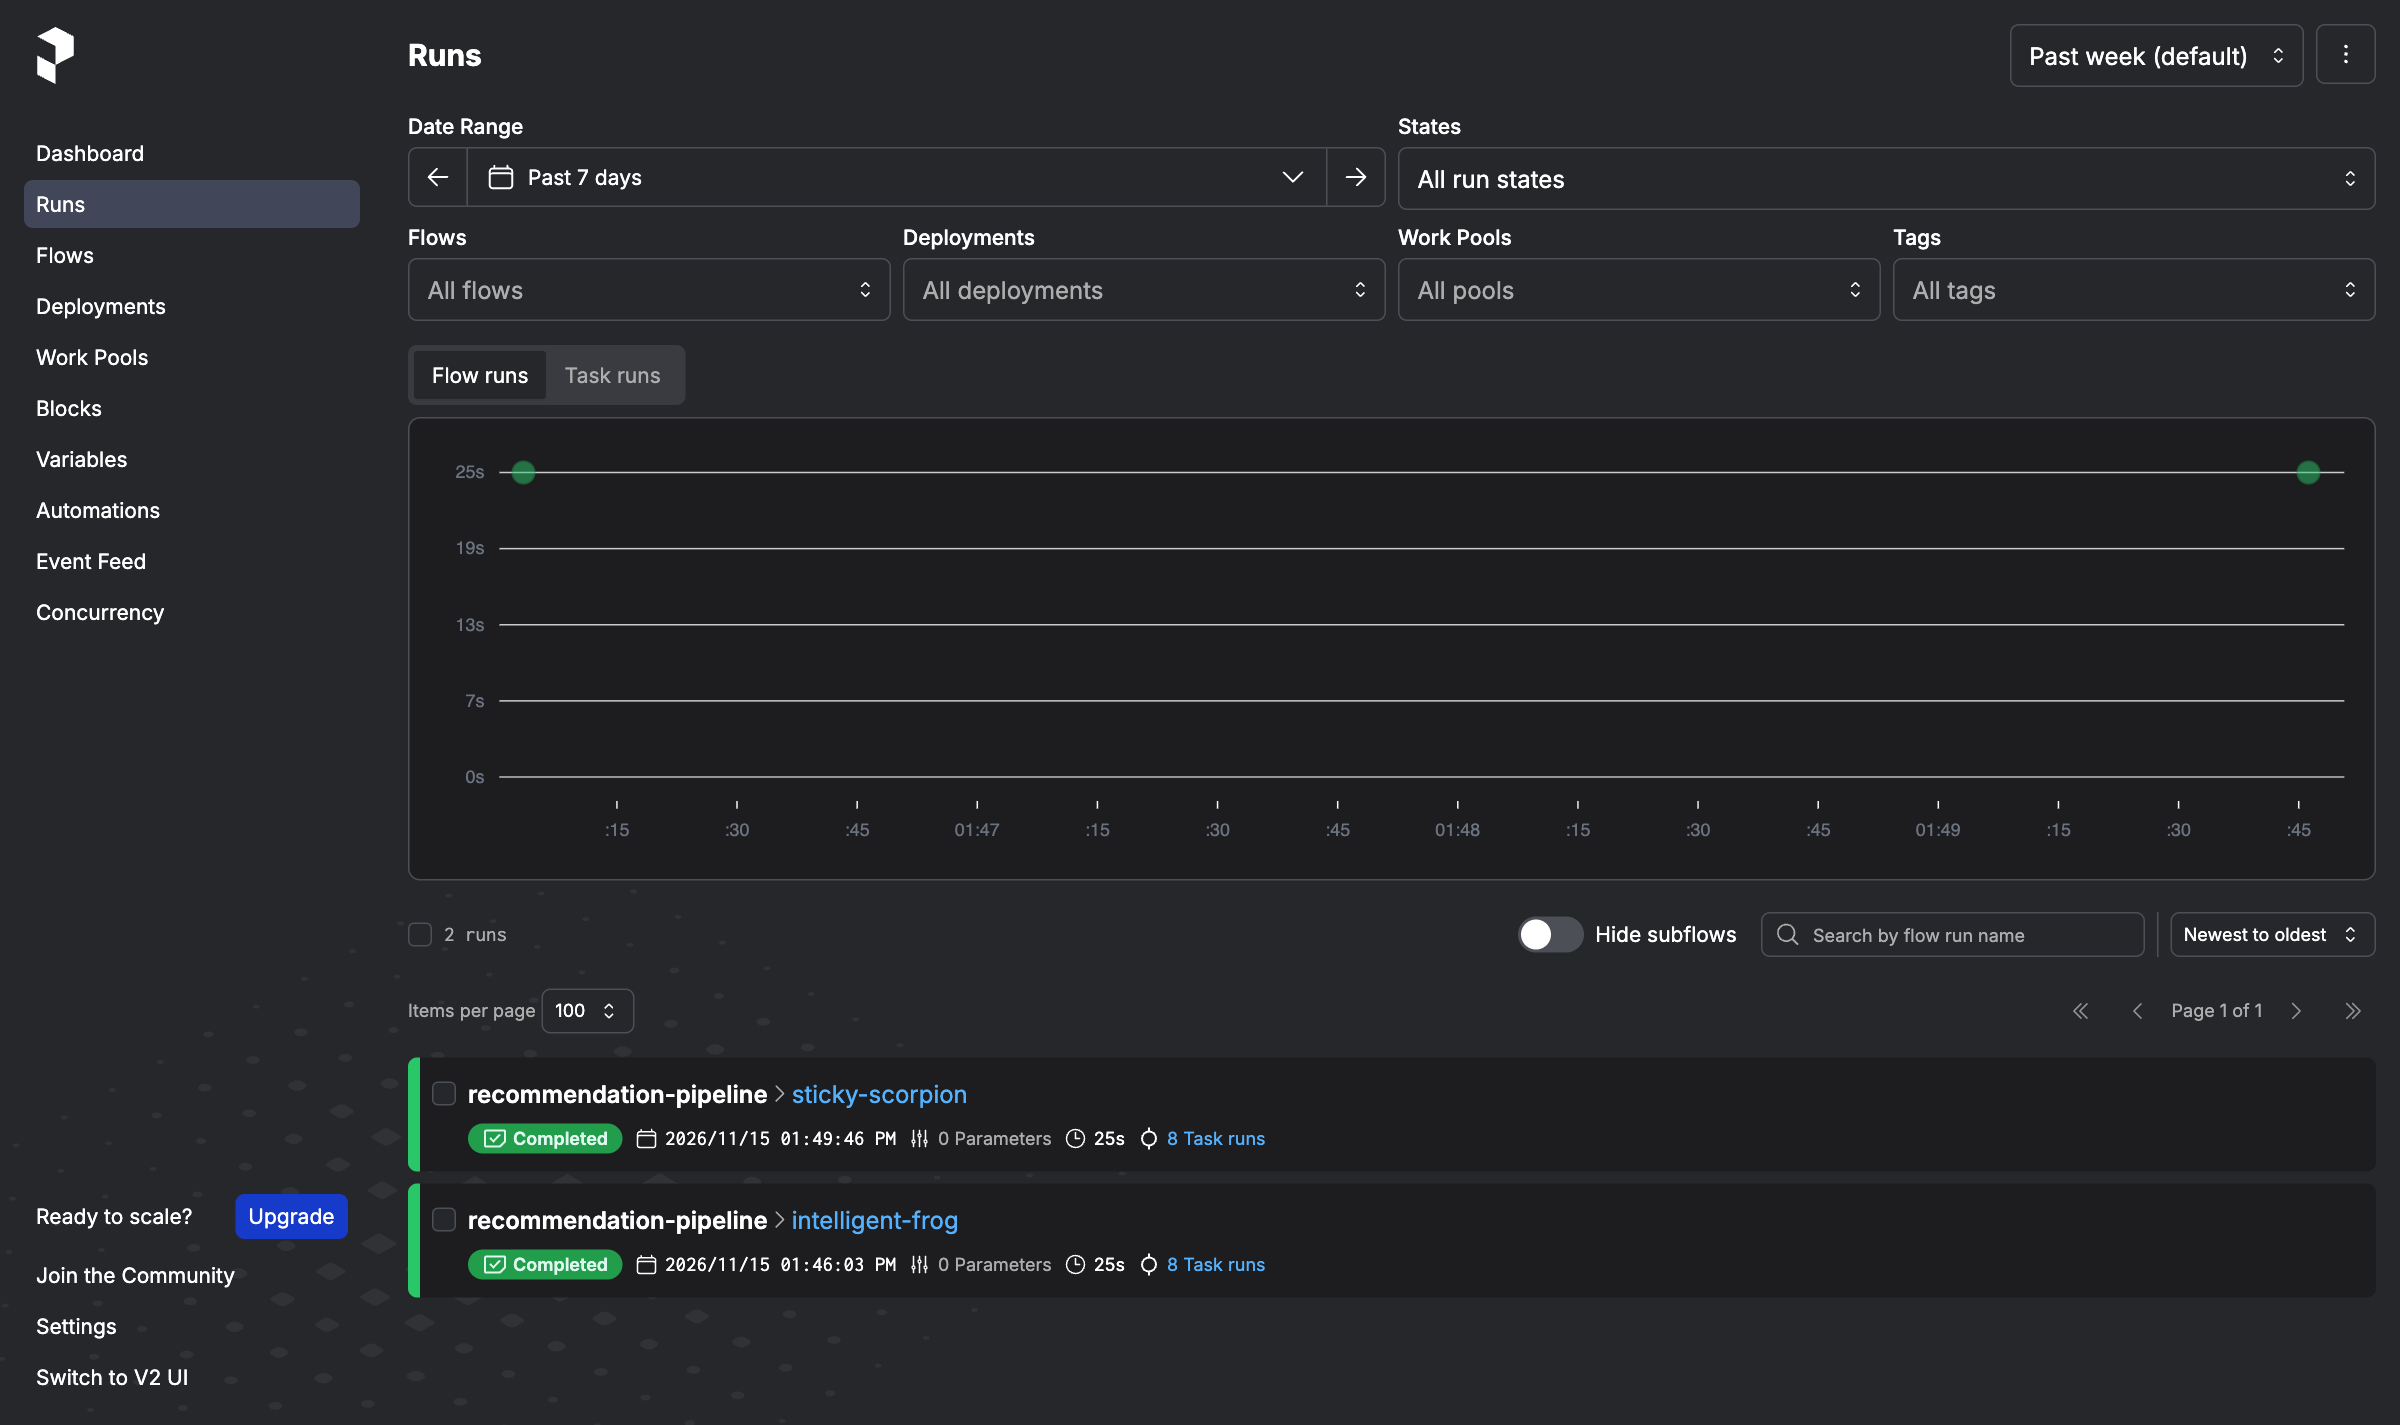 Runs
Past week (default)
Dashboard
Runs
Flows
Deployments
Work Pools
Blocks
Variables
Automations
Event Feed
Concurrency
Date Range
Past 7 days
States
All run states
Flows
All flows
Deployments
All deployments
Work Pools
All pools
Tags
All tags
Flow runs
Task runs
25s
19s
13s
7s
0s
:15 :30 :45 01:47 :15 :30 :45 01:48 :15 :30 :45 01:49 :15 :30 :45
2 runs
Hide subflows
Search by flow run name
Newest to oldest
Items per page 100
Page 1 of 1
recommendation-pipeline sticky-scorpion
Completed 2026/11/15 01:49:46 PM 0 Parameters 25s 8 Task runs
recommendation-pipeline intelligent-frog
Completed 2026/11/15 01:46:03 PM 0 Parameters 25s 8 Task runs
Ready to scale? Upgrade
Join the Community
Settings
Switch to V2 UI